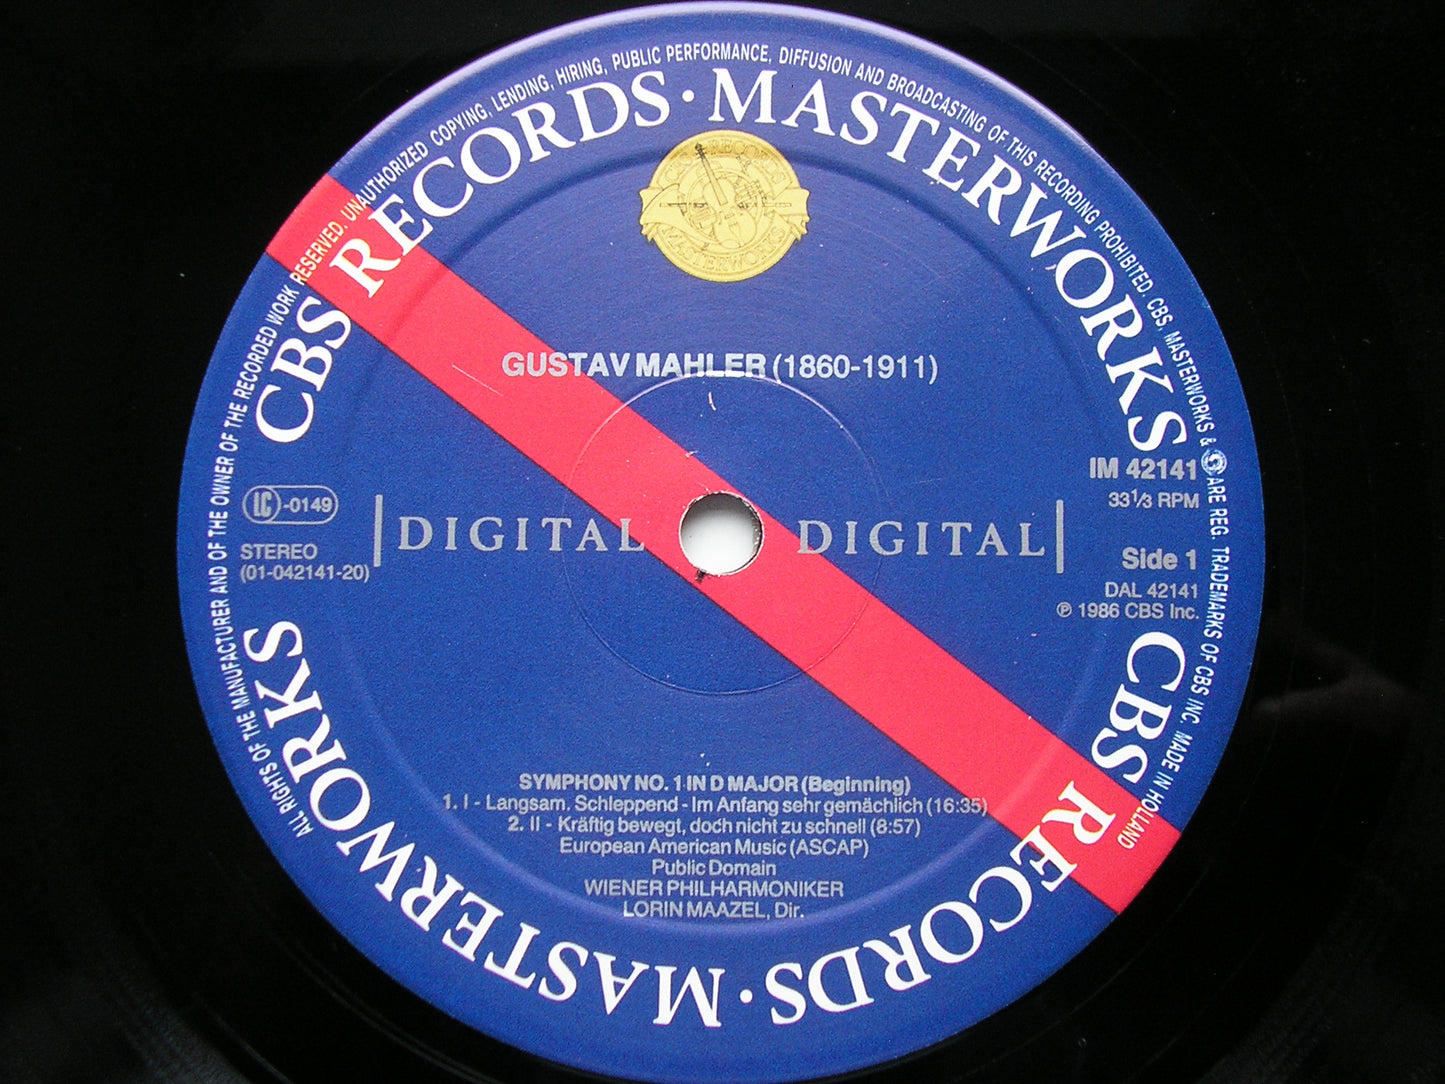 ALL RIGHTS OF THE MANUFACTURER AND OF THE OWNER OF THE RECORDED WORK RESERVED. UNAUTHORIZED COPYING, LENDING, HIRING, PUBLIC PERFORMANCE, DIFFUSION AND BROADCASTING OF THIS RECORDING PROHIBITED. CBS, MASTERWORKS & ARE REG. TRADEMARKS OF CBS INC. MADE IN HOLLAND
CBS RECORDS · MASTERWORKS
CBS RECORDS
MASTERWORKS
GUSTAV MAHLER (1860-1911)
IM 42141
33 1/3 RPM
LC-0149
DIGITAL DIGITAL
STEREO
(01-042141-20)
Side 1
DAL 42141
℗ 1986 CBS Inc.
CBS RECORDS · MASTERWORKS
SYMPHONY NO. 1 IN D MAJOR (Beginning)
1. I - Langsam. Schleppend - Im Anfang sehr gemächlich (16:35)
2. II - Kräftig bewegt, doch nicht zu schnell (8:57)
European American Music (ASCAP)
Public Domain
WIENER PHILHARMONIKER
LORIN MAAZEL, Dir.